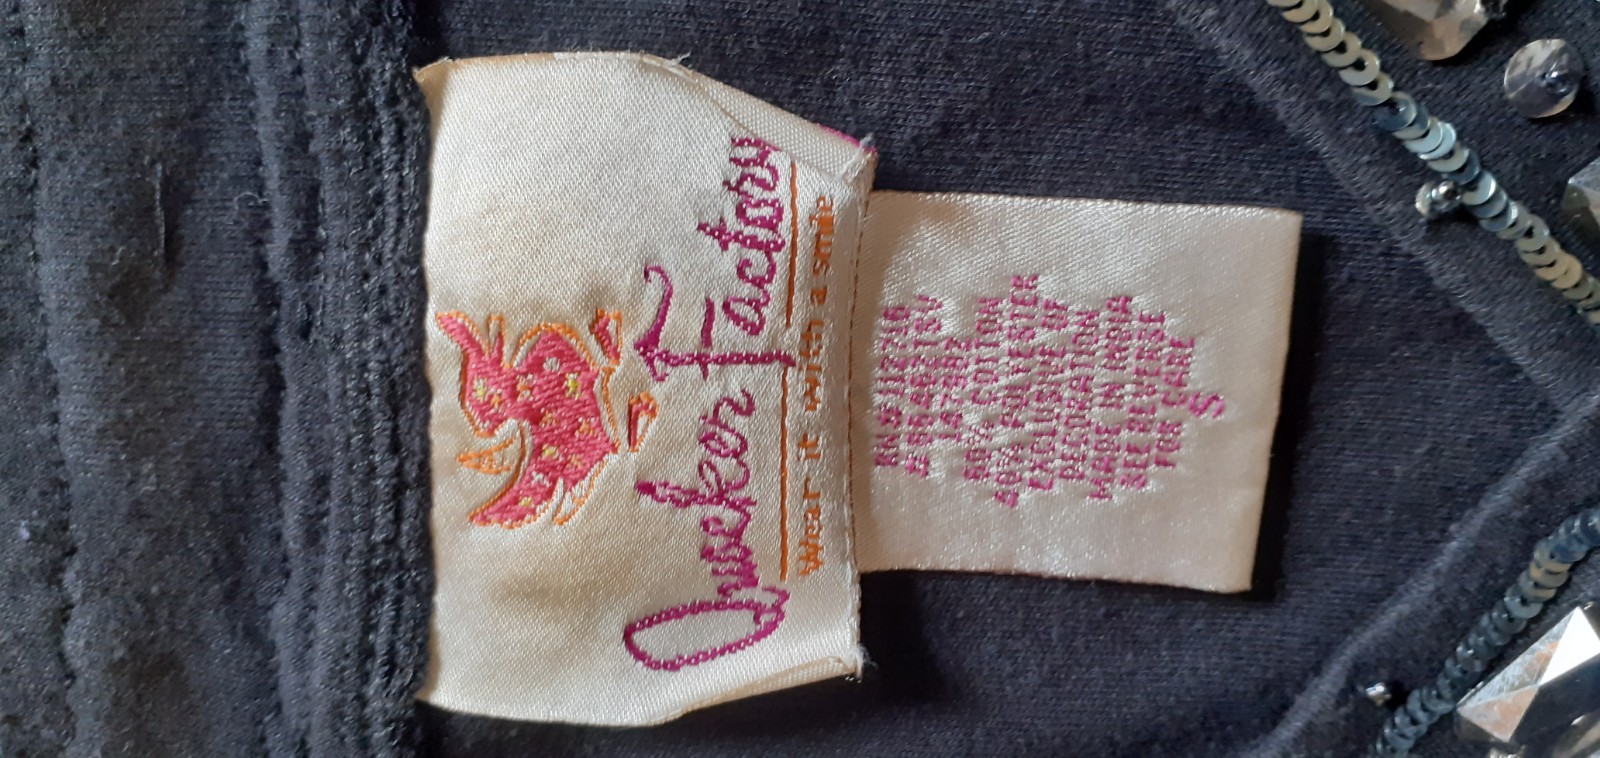 Quacker Factory
Wear it with a smile
60% COTTON
40% POLYESTER
EXCLUSIVE OF
DECORATION
MADE IN INDIA
SEE REVERSE
FOR CARE
S